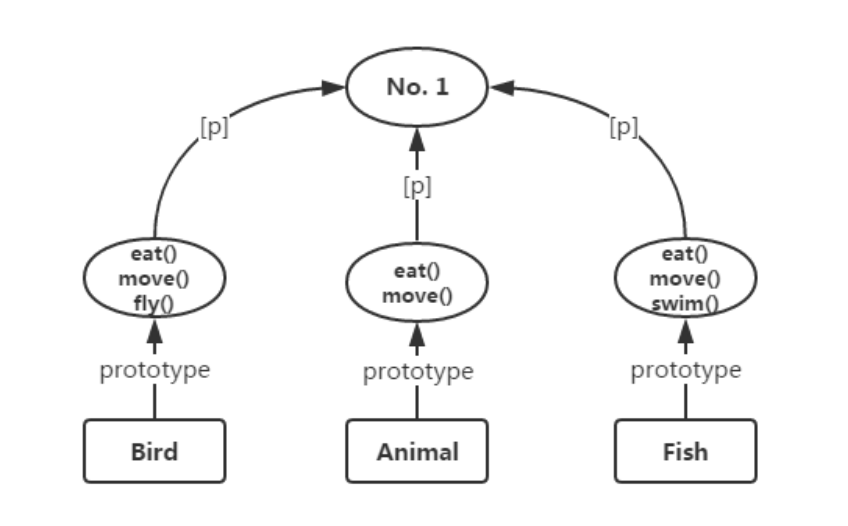 No. 1
[p]
[p]
[p]
eat()
move()
fly()
eat()
move()
eat()
move()
swim()
prototype
prototype
prototype
Bird
Animal
Fish